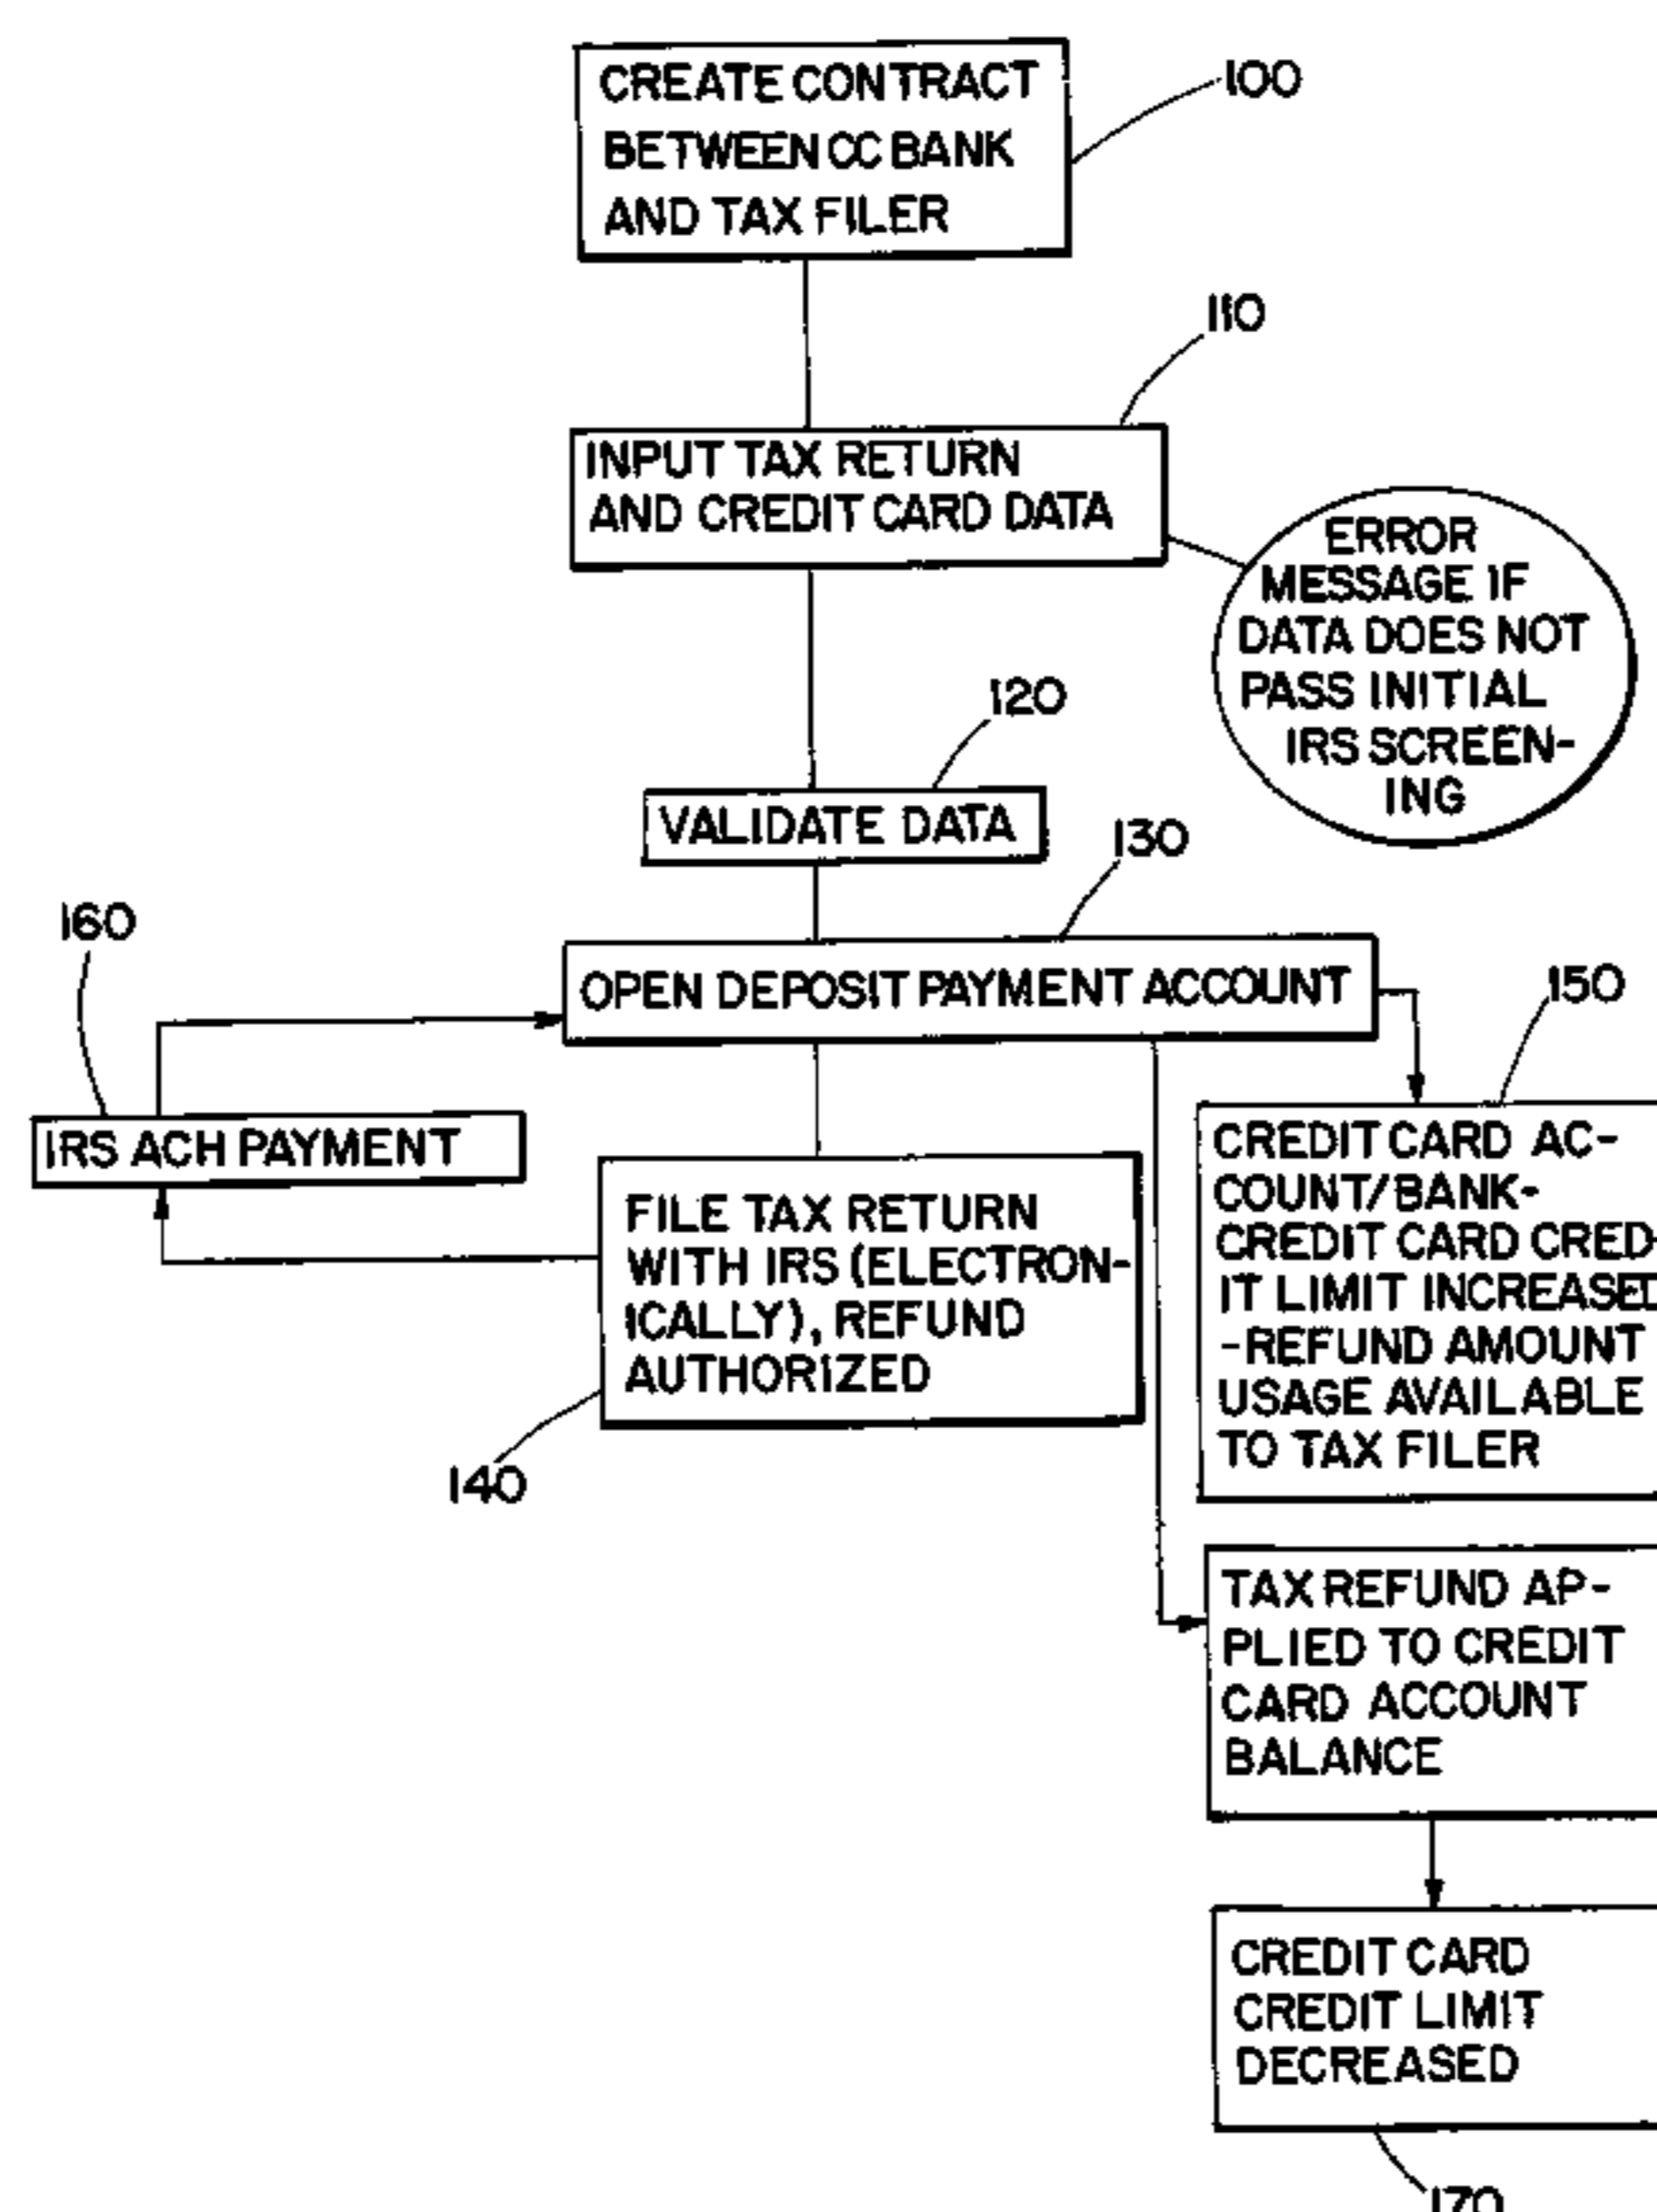 CREATE CONTRACT
BETWEEN CC BANK
AND TAX FILER
100
110
INPUT TAX RETURN
AND CREDIT CARD DATA
ERROR
MESSAGE IF
DATA DOES NOT
PASS INITIAL
IRS SCREEN-
ING
120
VALIDATE DATA
130
160
OPEN DEPOSIT PAYMENT ACCOUNT
150
IRS ACH PAYMENT
FILE TAX RETURN
WITH IRS (ELECTRON-
ICALLY), REFUND
AUTHORIZED
140
CREDIT CARD AC-
COUNT/BANK-
CREDIT CARD CRED-
IT LIMIT INCREASED
-REFUND AMOUNT
USAGE AVAILABLE
TO TAX FILER
TAX REFUND AP-
PLIED TO CREDIT
CARD ACCOUNT
BALANCE
CREDIT CARD
CREDIT LIMIT
DECREASED
170